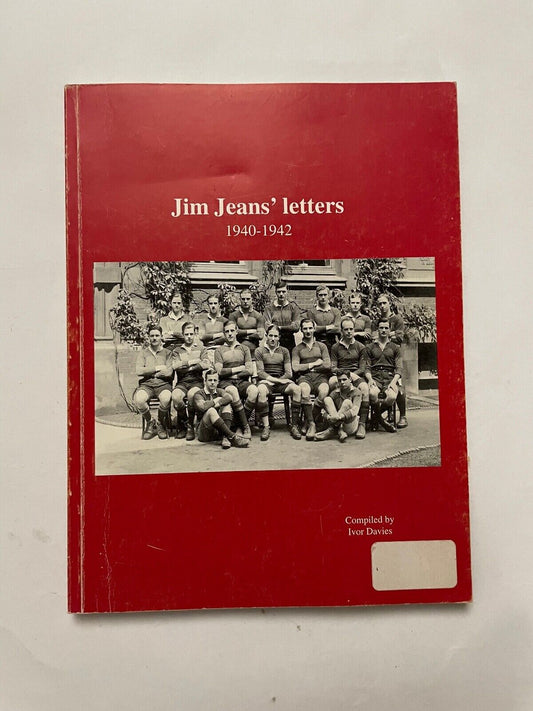 Jim Jeans’ letters
1940-1942
Compiled by
Ivor Davies